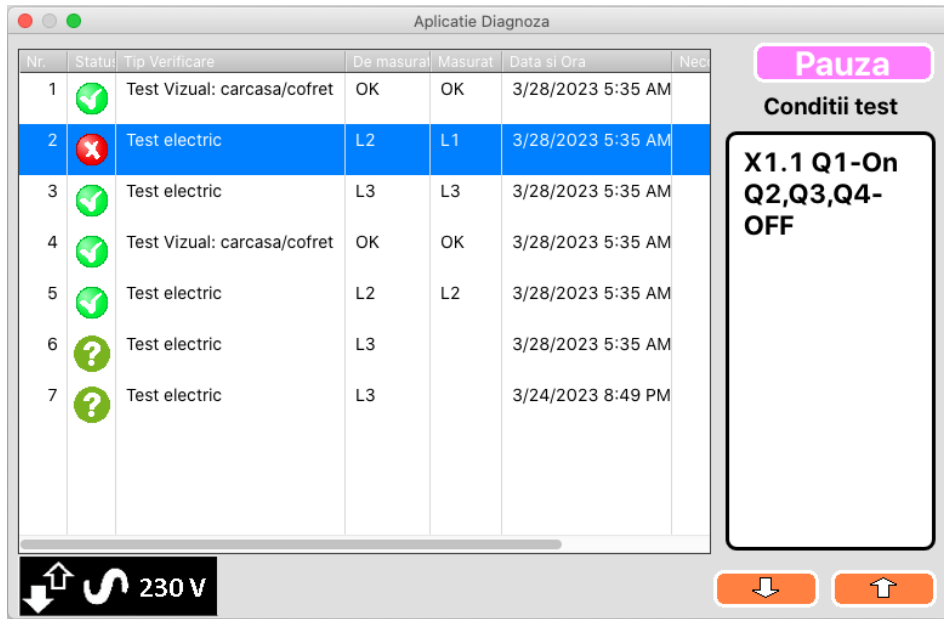 Aplicatie Diagnoza
Nr. Status Tip Verificare De masurat Masurat Data si Ora
1 Test Vizual: carcasa/cofret OK OK 3/28/2023 5:35 AM
2 Test electric L2 L1 3/28/2023 5:35 AM
3 Test electric L3 L3 3/28/2023 5:35 AM
4 Test Vizual: carcasa/cofret OK OK 3/28/2023 5:35 AM
5 Test electric L2 L2 3/28/2023 5:35 AM
6 Test electric L3 3/28/2023 5:35 AM
7 Test electric L3 3/24/2023 8:49 PM
Pauza
Conditii test
X1.1 Q1-On
Q2,Q3,Q4-
OFF
230 V